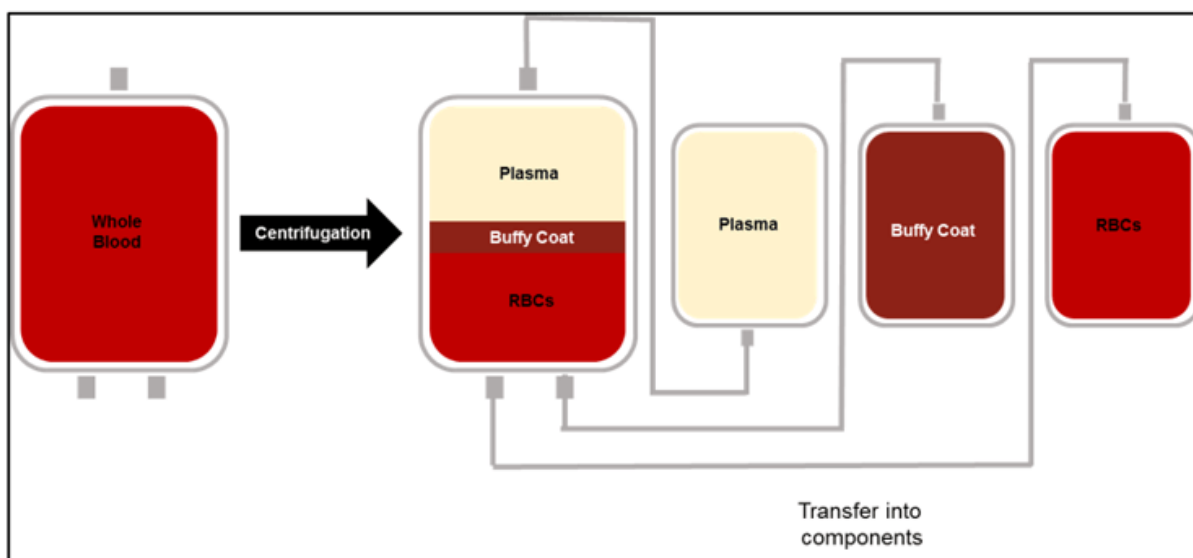 Whole
Blood
Centrifugation
Plasma
Buffy Coat
RBCs
Plasma
Buffy Coat
RBCs
Transfer into
components